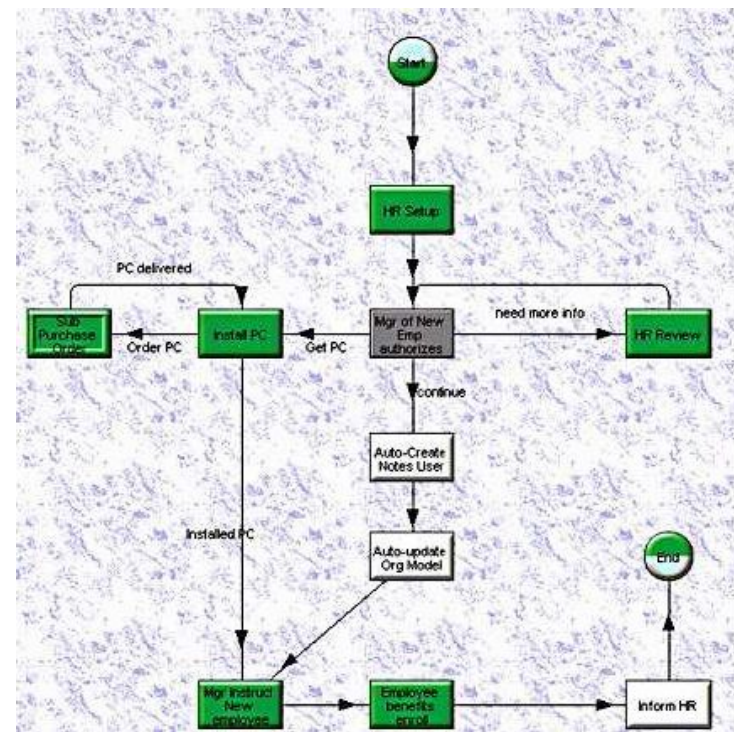 Start
HR Setup
PC delivered
Sub
Purchase
Order
Order PC
Install PC
Get PC
Mgr of New
Emp
authorizes
need more info
HR Review
continue
Auto-Create
Notes User
Installed PC
Auto-update
Org Model
End
Mgr Instruct
New
employee
Employee
benefits
enroll
Inform HR